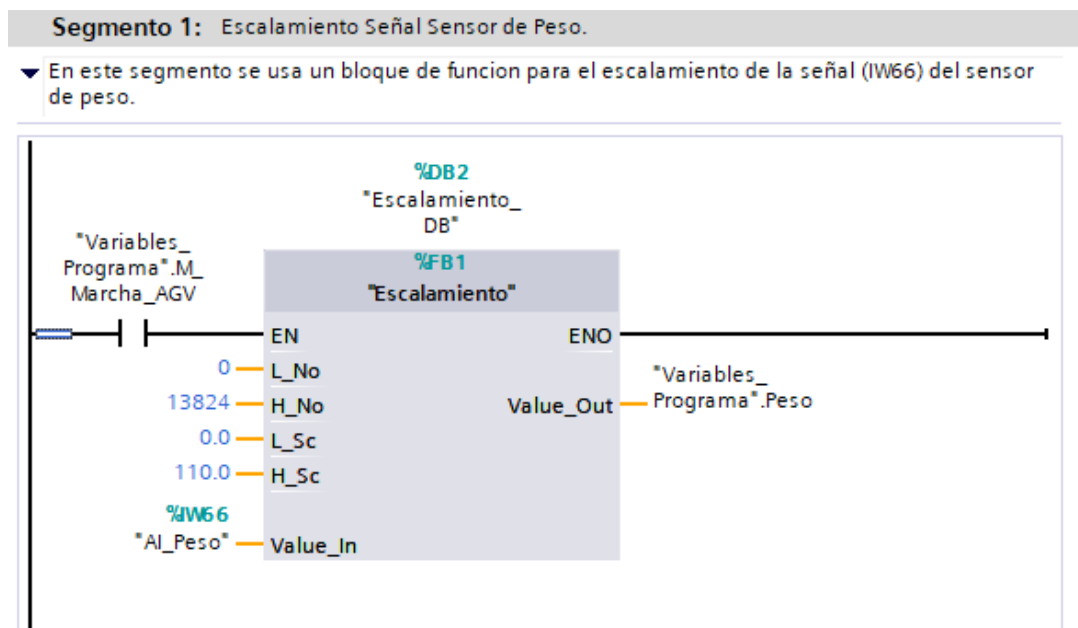 Segmento 1: Escalamiento Señal Sensor de Peso.
En este segmento se usa un bloque de funcion para el escalamiento de la señal (IW66) del sensor
de peso.
%DB2
"Escalamiento_
DB"
"Variables_
Programa".M_
Marcha_AGV
%FB1
"Escalamiento"
EN
ENO
0
L_No
13824
H_No
0.0
L_Sc
110.0
H_Sc
%IW66
"AI_Peso"
Value_In
Value_Out
"Variables_
Programa".Peso